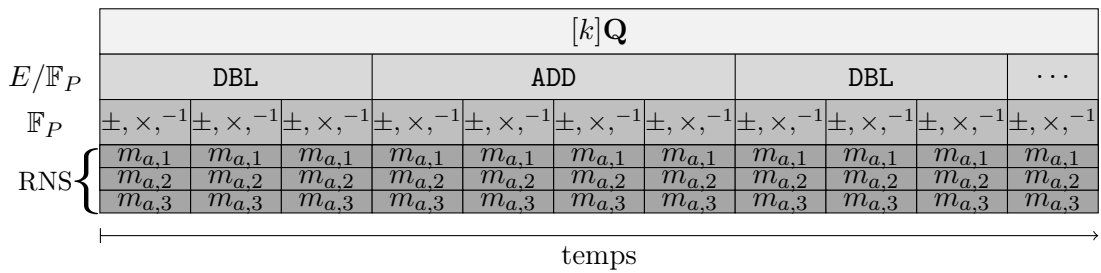 [k]Q
E/𝔽_P DBL ADD DBL ⋯
𝔽_P ±, ×,⁻¹ ±, ×,⁻¹ ±, ×,⁻¹ ±, ×,⁻¹ ±, ×,⁻¹ ±, ×,⁻¹ ±, ×,⁻¹ ±, ×,⁻¹ ±, ×,⁻¹ ±, ×,⁻¹ ±, ×,⁻¹
m_{a,1} m_{a,1} m_{a,1} m_{a,1} m_{a,1} m_{a,1} m_{a,1} m_{a,1} m_{a,1} m_{a,1} m_{a,1}
RNS m_{a,2} m_{a,2} m_{a,2} m_{a,2} m_{a,2} m_{a,2} m_{a,2} m_{a,2} m_{a,2} m_{a,2} m_{a,2}
m_{a,3} m_{a,3} m_{a,3} m_{a,3} m_{a,3} m_{a,3} m_{a,3} m_{a,3} m_{a,3} m_{a,3} m_{a,3}
temps